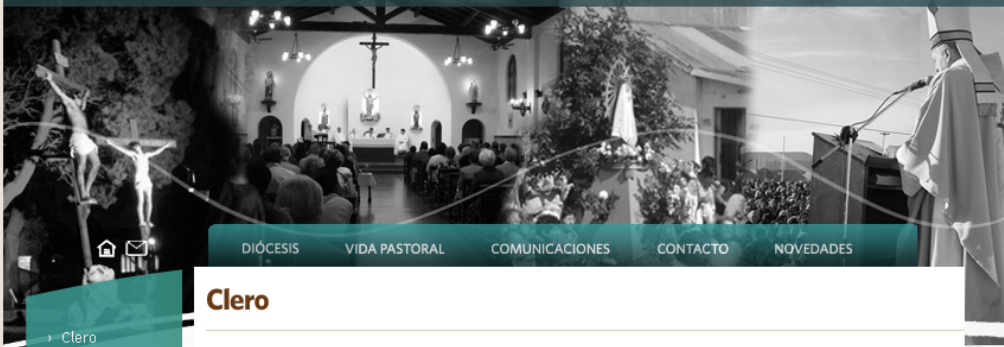 DIÓCESIS VIDA PASTORAL COMUNICACIONES CONTACTO NOVEDADES
Clero
› Clero